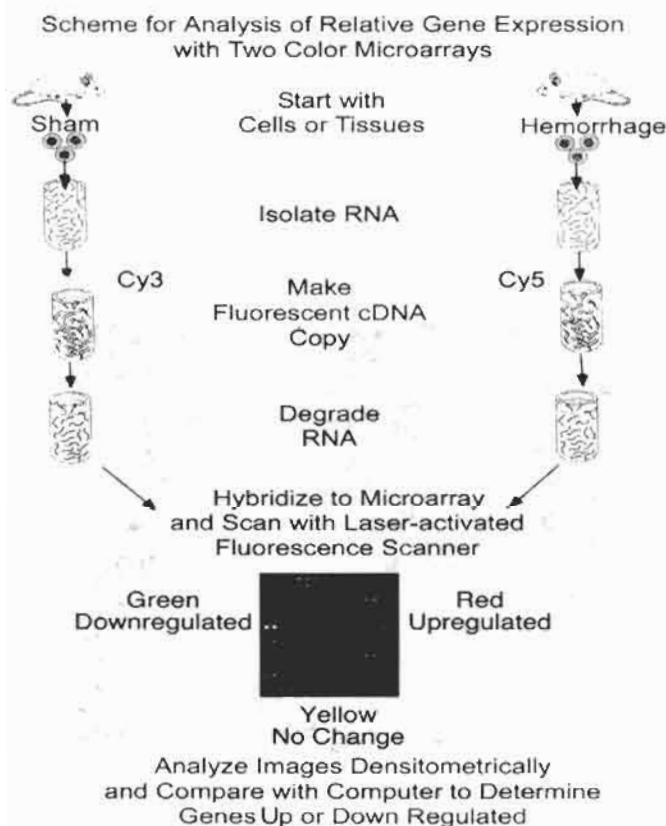 Scheme for Analysis of Relative Gene Expression
with Two Color Microarrays
Sham
Start with
Cells or Tissues
Hemorrhage
Isolate RNA
Cy3
Make
Fluorescent cDNA
Copy
Cy5
Degrade
RNA
Hybridize to Microarray
and Scan with Laser-activated
Fluorescence Scanner
Green
Downregulated
Red
Upregulated
Yellow
No Change
Analyze Images Densitometrically
and Compare with Computer to Determine
Genes Up or Down Regulated